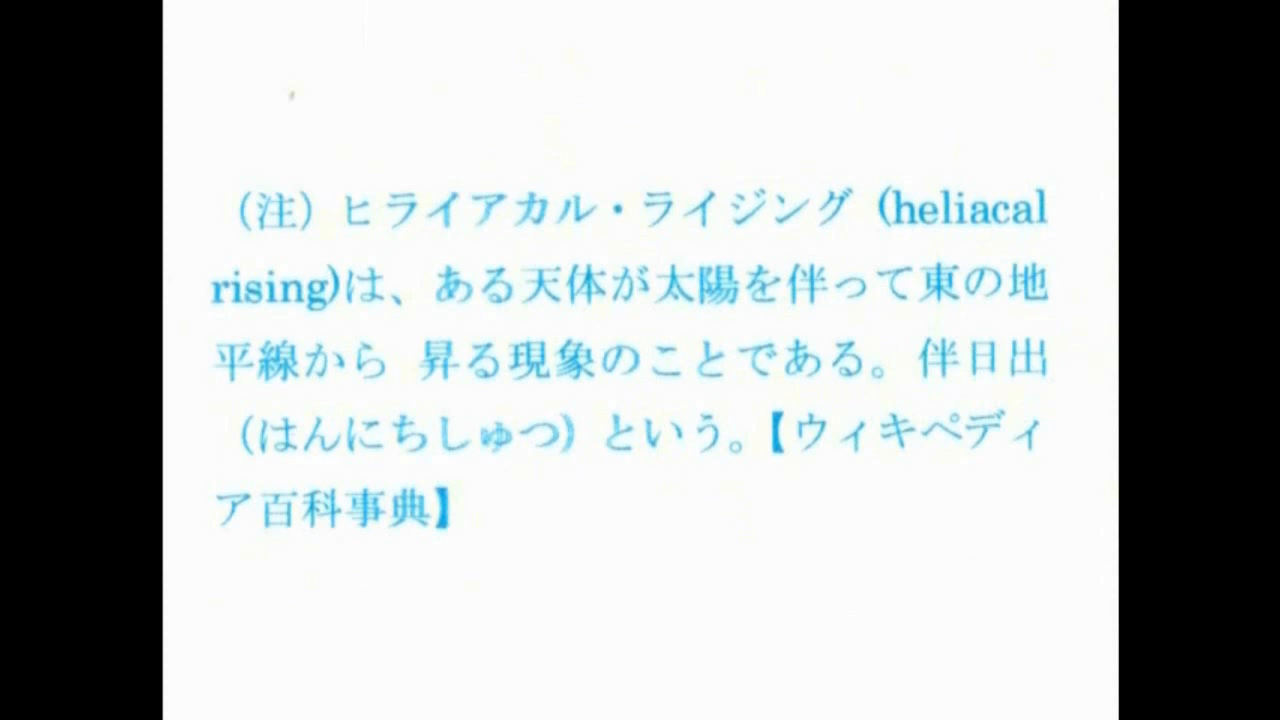 （注）ヒライアカル・ライジング (heliacal
rising)は、ある天体が太陽を伴って東の地
平線から 昇る現象のことである。伴日出
（はんにちしゅつ）という。【ウィキペディ
ア百科事典】